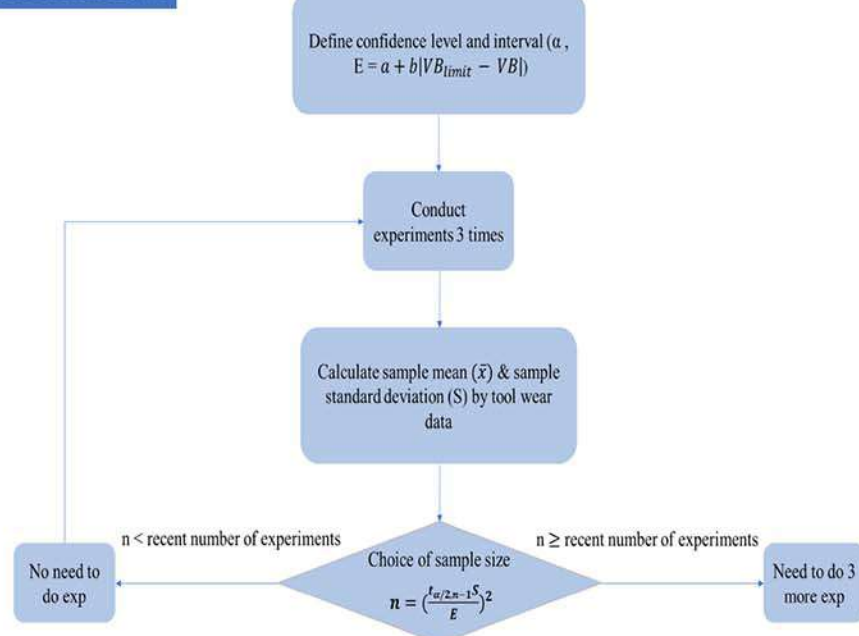 Define confidence level and interval (α ,
E = a + b|VB_limit − VB|)
Conduct
experiments 3 times
Calculate sample mean (x̄) & sample
standard deviation (S) by tool wear
data
n < recent number of experiments
n ≥ recent number of experiments
No need to
do exp
Choice of sample size
n = (t_α/2,n−1 S / E)²
Need to do 3
more exp